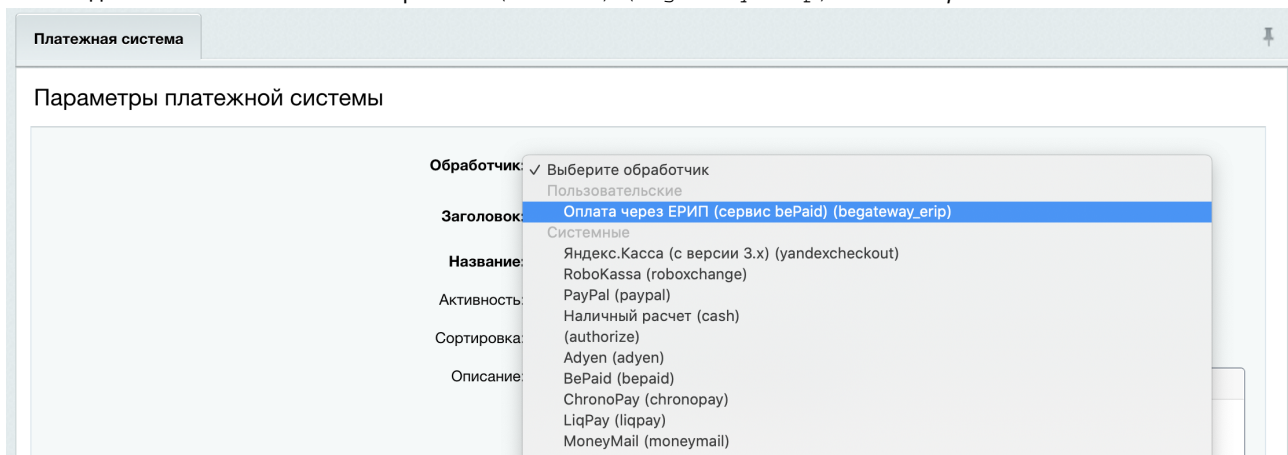 Платежная система
Параметры платежной системы
Обработчик:
✓ Выберите обработчик
Пользовательские
Заголовок:
Оплата через ЕРИП (сервис bePaid) (begateway_erip)
Системные
Название:
Яндекс.Касса (с версии 3.x) (yandexcheckout)
RoboKassa (roboxchange)
Активность:
PayPal (paypal)
Наличный расчет (cash)
Сортировка:
(authorize)
Adyen (adyen)
Описание:
BePaid (bepaid)
ChronoPay (chronopay)
LiqPay (liqpay)
MoneyMail (moneymail)